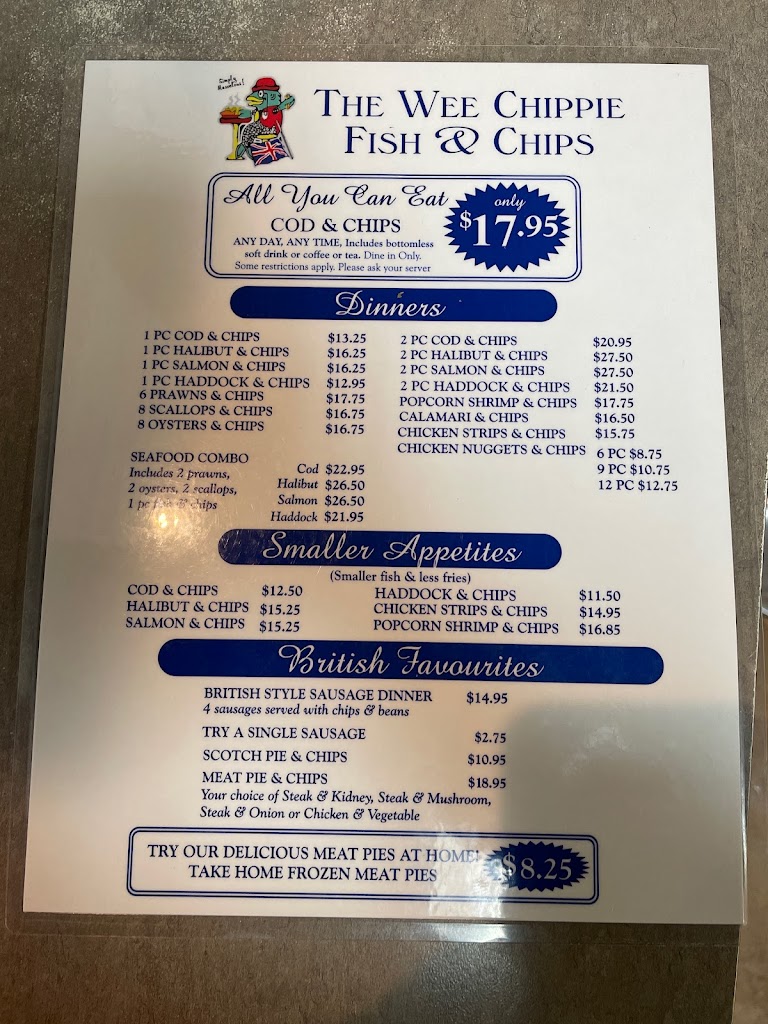 Simply Haddictive!
THE WEE CHIPPIE
FISH & CHIPS
All You Can Eat
COD & CHIPS
ANY DAY, ANY TIME, Includes bottomless
soft drink or coffee or tea. Dine in Only.
Some restrictions apply. Please ask your server
only
$17.95
Dinners
1 PC COD & CHIPS $13.25
1 PC HALIBUT & CHIPS $16.25
1 PC SALMON & CHIPS $16.25
1 PC HADDOCK & CHIPS $12.95
6 PRAWNS & CHIPS $17.75
8 SCALLOPS & CHIPS $16.75
8 OYSTERS & CHIPS $16.75
2 PC COD & CHIPS $20.95
2 PC HALIBUT & CHIPS $27.50
2 PC SALMON & CHIPS $27.50
2 PC HADDOCK & CHIPS $21.50
POPCORN SHRIMP & CHIPS $17.75
CALAMARI & CHIPS $16.50
CHICKEN STRIPS & CHIPS $15.75
CHICKEN NUGGETS & CHIPS 6 PC $8.75
9 PC $10.75
12 PC $12.75
SEAFOOD COMBO
Includes 2 prawns,
2 oysters, 2 scallops,
1 pc fish & chips
Cod $22.95
Halibut $26.50
Salmon $26.50
Haddock $21.95
Smaller Appetites
(Smaller fish & less fries)
COD & CHIPS $12.50
HALIBUT & CHIPS $15.25
SALMON & CHIPS $15.25
HADDOCK & CHIPS $11.50
CHICKEN STRIPS & CHIPS $14.95
POPCORN SHRIMP & CHIPS $16.85
British Favourites
BRITISH STYLE SAUSAGE DINNER $14.95
4 sausages served with chips & beans
TRY A SINGLE SAUSAGE $2.75
SCOTCH PIE & CHIPS $10.95
MEAT PIE & CHIPS $18.95
Your choice of Steak & Kidney, Steak & Mushroom,
Steak & Onion or Chicken & Vegetable
TRY OUR DELICIOUS MEAT PIES AT HOME!
TAKE HOME FROZEN MEAT PIES
$8.25